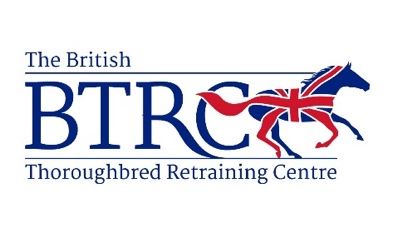 The British
BTRC
Thoroughbred Retraining Centre